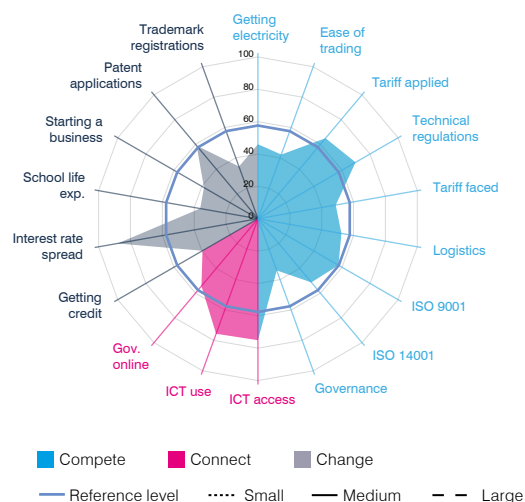 Getting
electricity
Ease of
trading
Tariff applied
Technical
regulations
Tariff faced
Logistics
ISO 9001
ISO 14001
Governance
ICT access
ICT use
Gov.
online
Getting
credit
Interest rate
spread
School life
exp.
Starting a
business
Patent
applications
Trademark
registrations
100
80
60
40
20
0
Compete
Connect
Change
Reference level
Small
Medium
Large